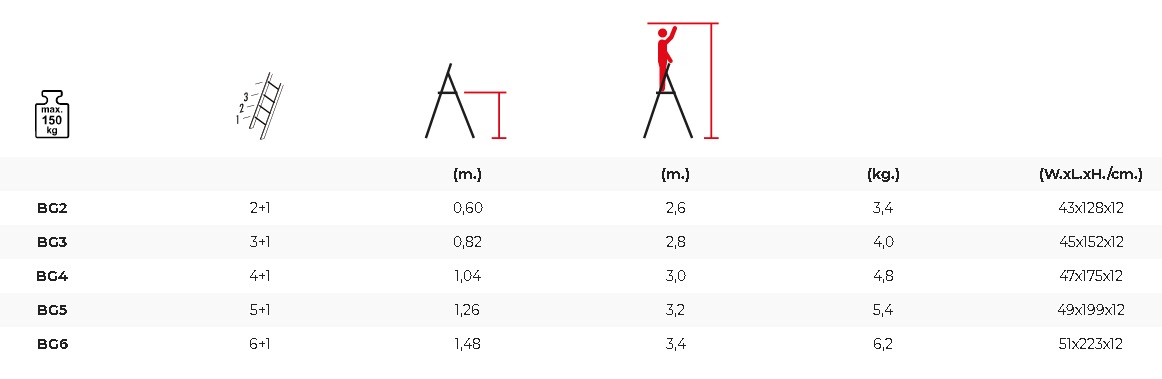 max.
150
kg
3
2
1
(m.) (m.) (kg.) (W.xL.xH./cm.)
BG2 2+1 0,60 2,6 3,4 43x128x12
BG3 3+1 0,82 2,8 4,0 45x152x12
BG4 4+1 1,04 3,0 4,8 47x175x12
BG5 5+1 1,26 3,2 5,4 49x199x12
BG6 6+1 1,48 3,4 6,2 51x223x12